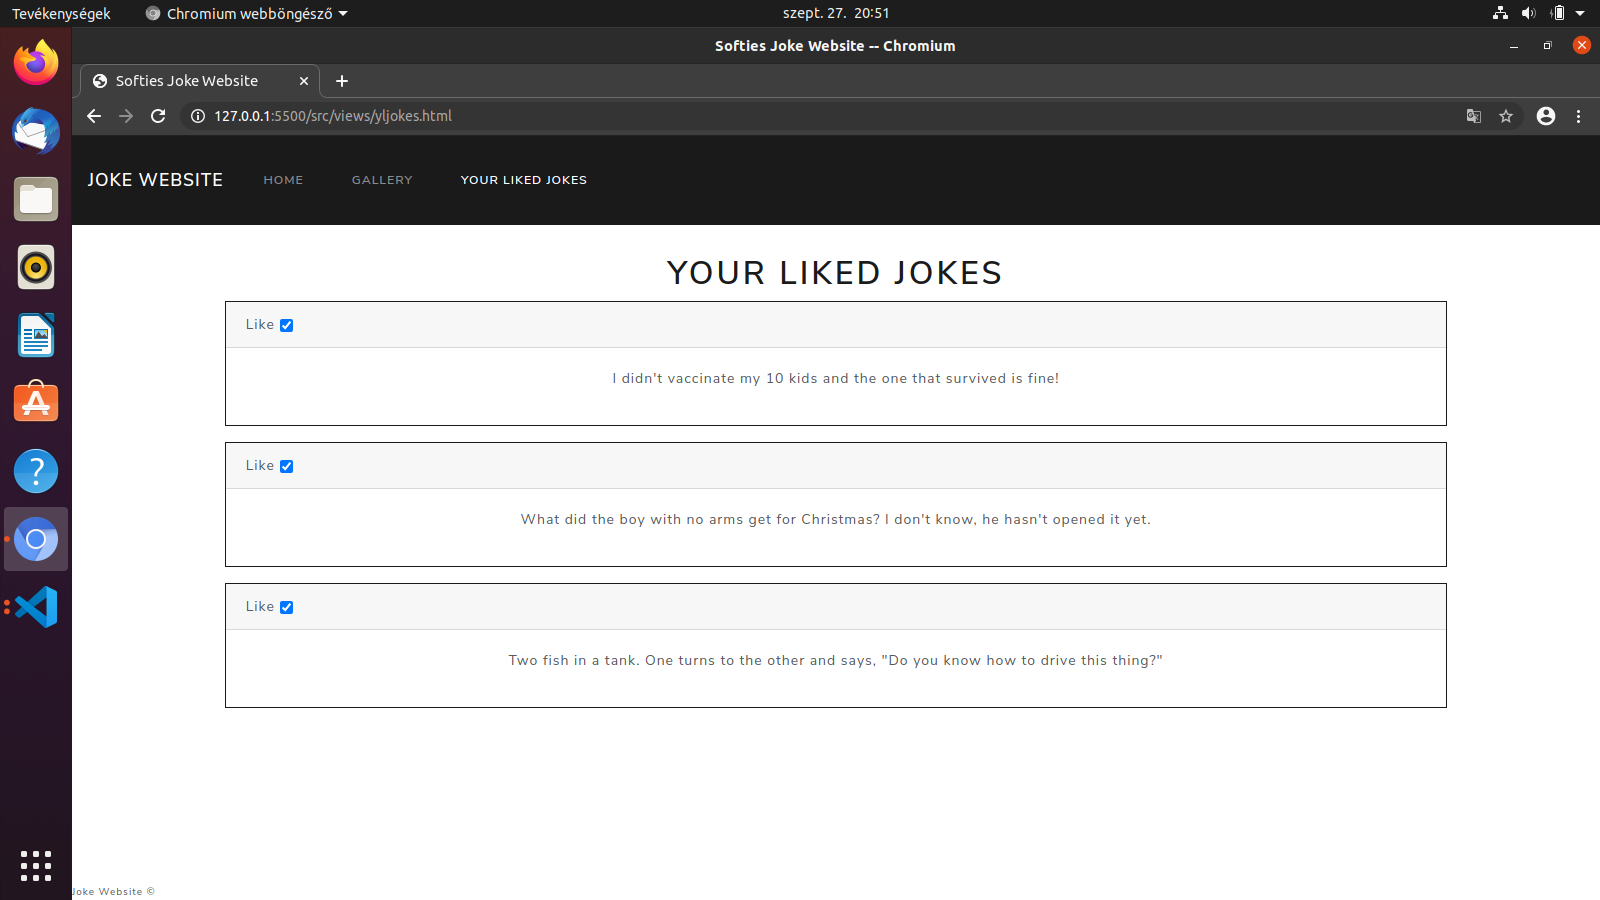 Tevékenységek
Chromium webböngésző
szept. 27. 20:51
Softies Joke Website -- Chromium
Softies Joke Website
127.0.0.1:5500/src/views/yljokes.html
JOKE WEBSITE
HOME
GALLERY
YOUR LIKED JOKES
YOUR LIKED JOKES
Like
I didn't vaccinate my 10 kids and the one that survived is fine!
Like
What did the boy with no arms get for Christmas? I don't know, he hasn't opened it yet.
Like
Two fish in a tank. One turns to the other and says, "Do you know how to drive this thing?"
Joke Website ©